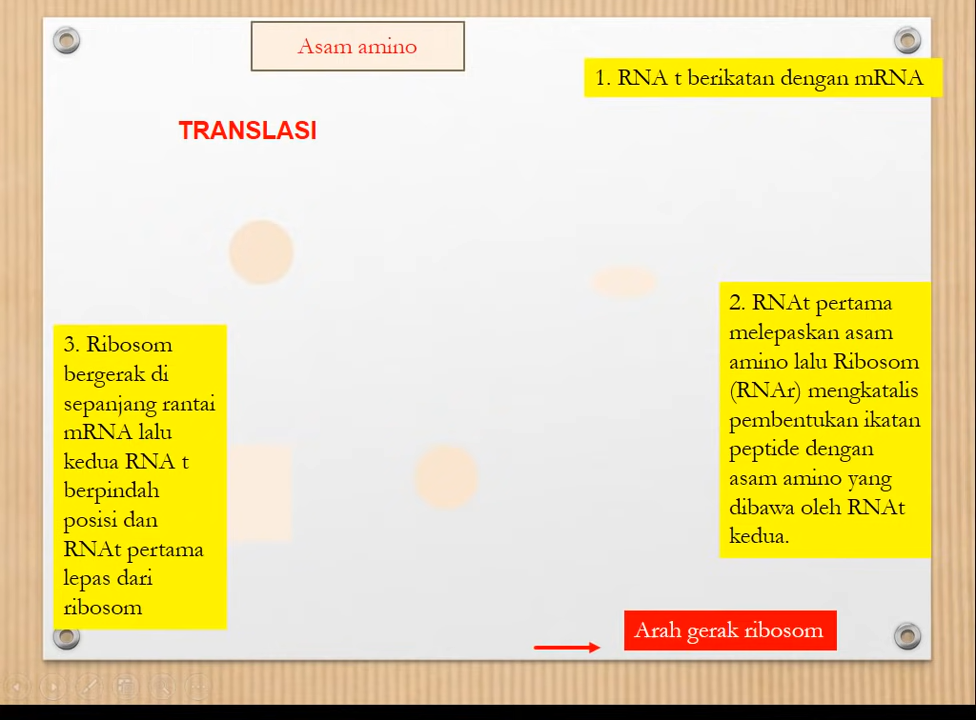 Asam amino
1. RNA t berikatan dengan mRNA
TRANSLASI
2. RNAt pertama
melepaskan asam
amino lalu Ribosom
(RNAr) mengkatalis
pembentukan ikatan
peptide dengan
asam amino yang
dibawa oleh RNAt
kedua.
3. Ribosom
bergerak di
sepanjang rantai
mRNA lalu
kedua RNA t
berpindah
posisi dan
RNAt pertama
lepas dari
ribosom
Arah gerak ribosom